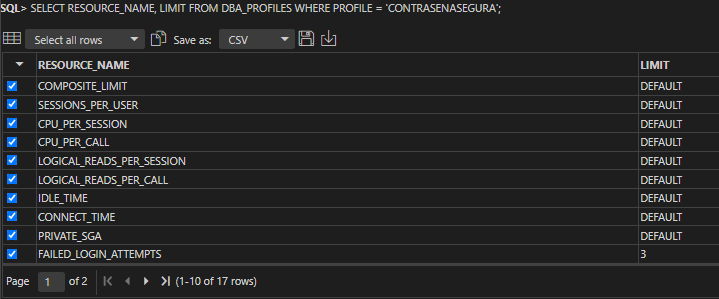 SQL> SELECT RESOURCE_NAME, LIMIT FROM DBA_PROFILES WHERE PROFILE = 'CONTRASENASEGURA';
Select all rows Save as: CSV
RESOURCE_NAME LIMIT
COMPOSITE_LIMIT DEFAULT
SESSIONS_PER_USER DEFAULT
CPU_PER_SESSION DEFAULT
CPU_PER_CALL DEFAULT
LOGICAL_READS_PER_SESSION DEFAULT
LOGICAL_READS_PER_CALL DEFAULT
IDLE_TIME DEFAULT
CONNECT_TIME DEFAULT
PRIVATE_SGA DEFAULT
FAILED_LOGIN_ATTEMPTS 3
Page 1 of 2 (1-10 of 17 rows)